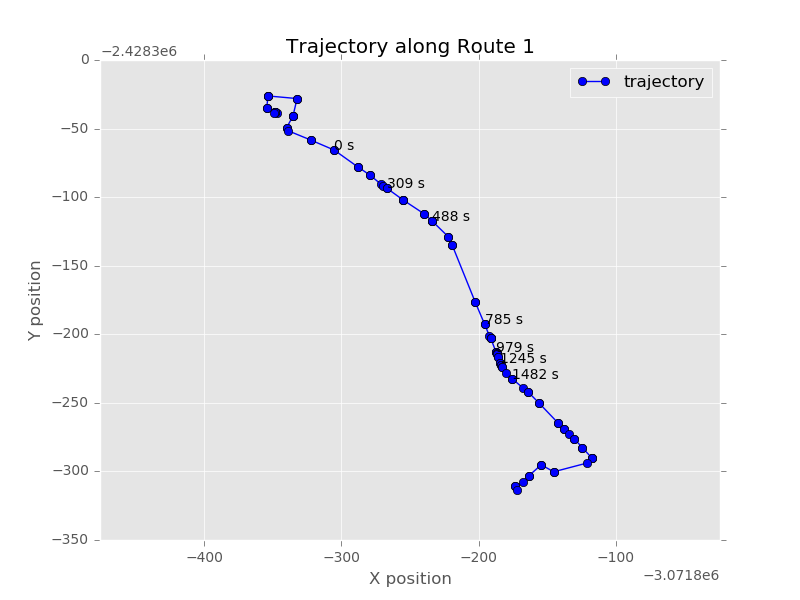 Trajectory along Route 1
−2.4283e6
trajectory
0
−50
−100
−150
−200
−250
−300
−350
Y position
0 s
309 s
488 s
785 s
979 s
1245 s
1482 s
−400
−300
−200
−100
X position
−3.0718e6